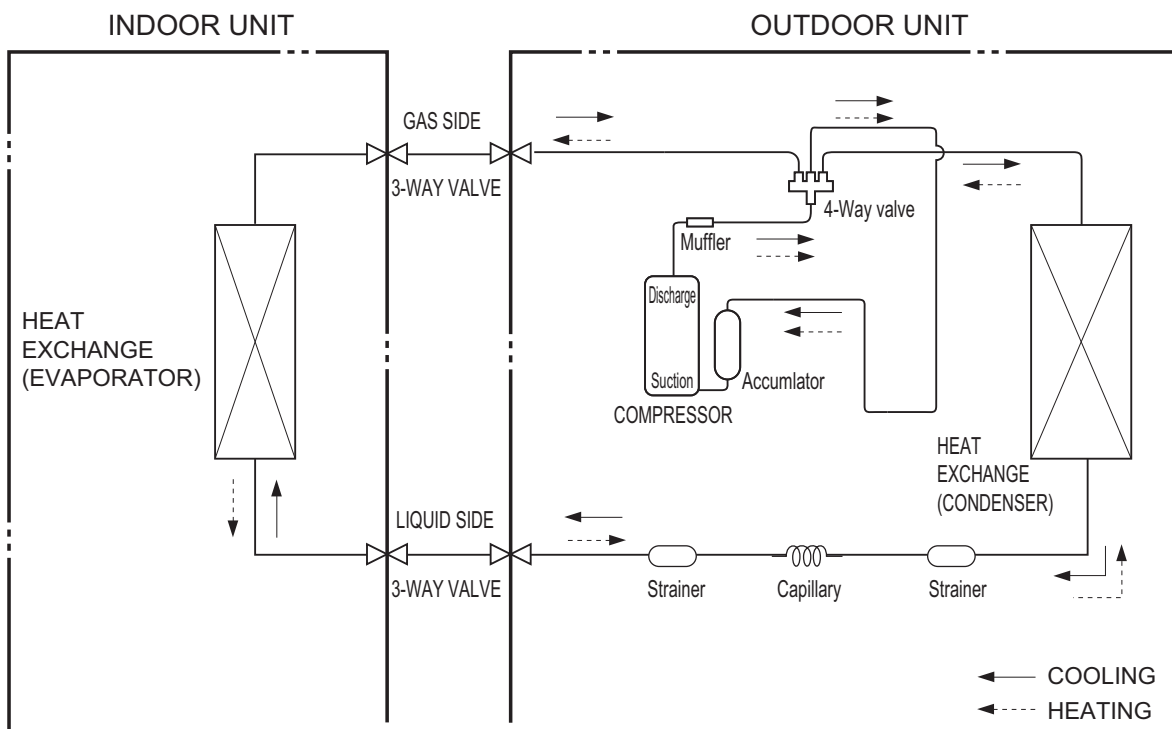 INDOOR UNIT
OUTDOOR UNIT
GAS SIDE
3-WAY VALVE
4-Way valve
Muffler
Discharge
Suction
Accumlator
COMPRESSOR
HEAT
EXCHANGE
(EVAPORATOR)
HEAT
EXCHANGE
(CONDENSER)
LIQUID SIDE
3-WAY VALVE
Strainer
Capillary
Strainer
COOLING
HEATING